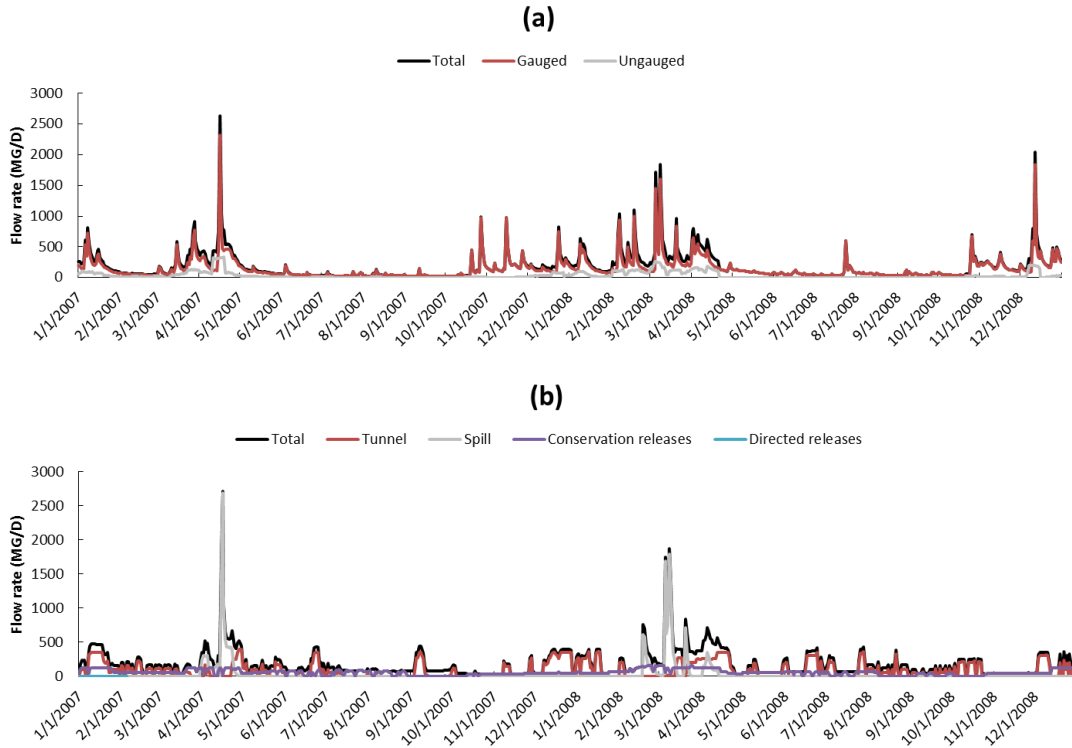 (a)
Total Gauged Ungauged
3000
2500
2000
1500
1000
500
0
Flow rate (MG/D)
1/1/2007 2/1/2007 3/1/2007 4/1/2007 5/1/2007 6/1/2007 7/1/2007 8/1/2007 9/1/2007 10/1/2007 11/1/2007 12/1/2007 1/1/2008 2/1/2008 3/1/2008 4/1/2008 5/1/2008 6/1/2008 7/1/2008 8/1/2008 9/1/2008 10/1/2008 11/1/2008 12/1/2008
(b)
Total Tunnel Spill Conservation releases Directed releases
3000
2500
2000
1500
1000
500
0
Flow rate (MG/D)
1/1/2007 2/1/2007 3/1/2007 4/1/2007 5/1/2007 6/1/2007 7/1/2007 8/1/2007 9/1/2007 10/1/2007 11/1/2007 12/1/2007 1/1/2008 2/1/2008 3/1/2008 4/1/2008 5/1/2008 6/1/2008 7/1/2008 8/1/2008 9/1/2008 10/1/2008 11/1/2008 12/1/2008